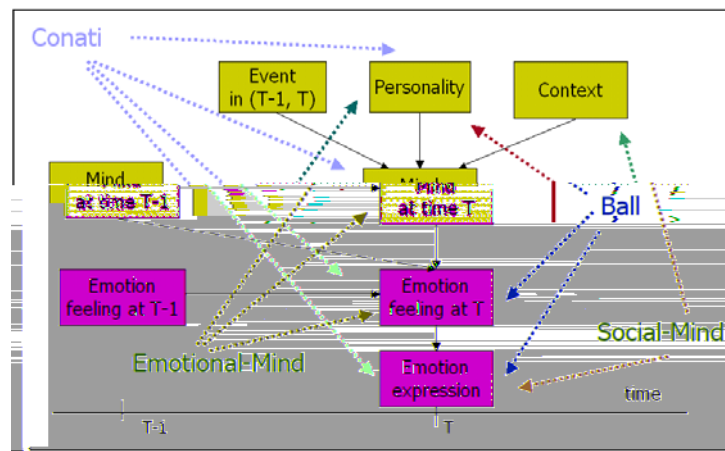 Conati
Event
in (T-1, T)
Personality
Context
Mind
at time T-1
at time T
Ball
Emotion
feeling at T-1
Emotion
feeling at T
Emotional-Mind
Social-Mind
Emotion
expression
time
T-1
T